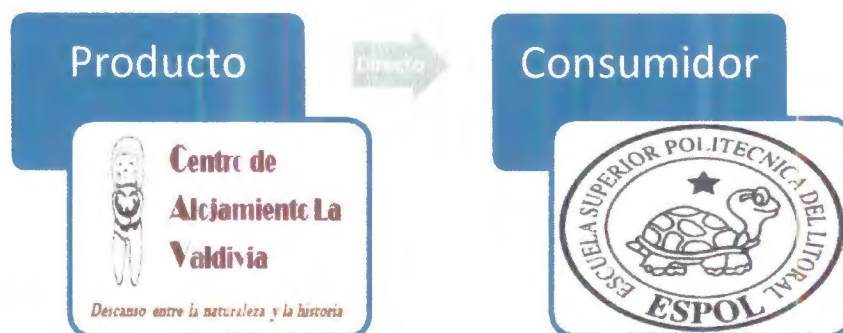 Producto
Directo
Consumidor
Centro de
Alojamiento La
Valdivia
Descanso entre la naturaleza y la historia
ESCUELA SUPERIOR POLITECNICA DEL LITORAL
ESPOL